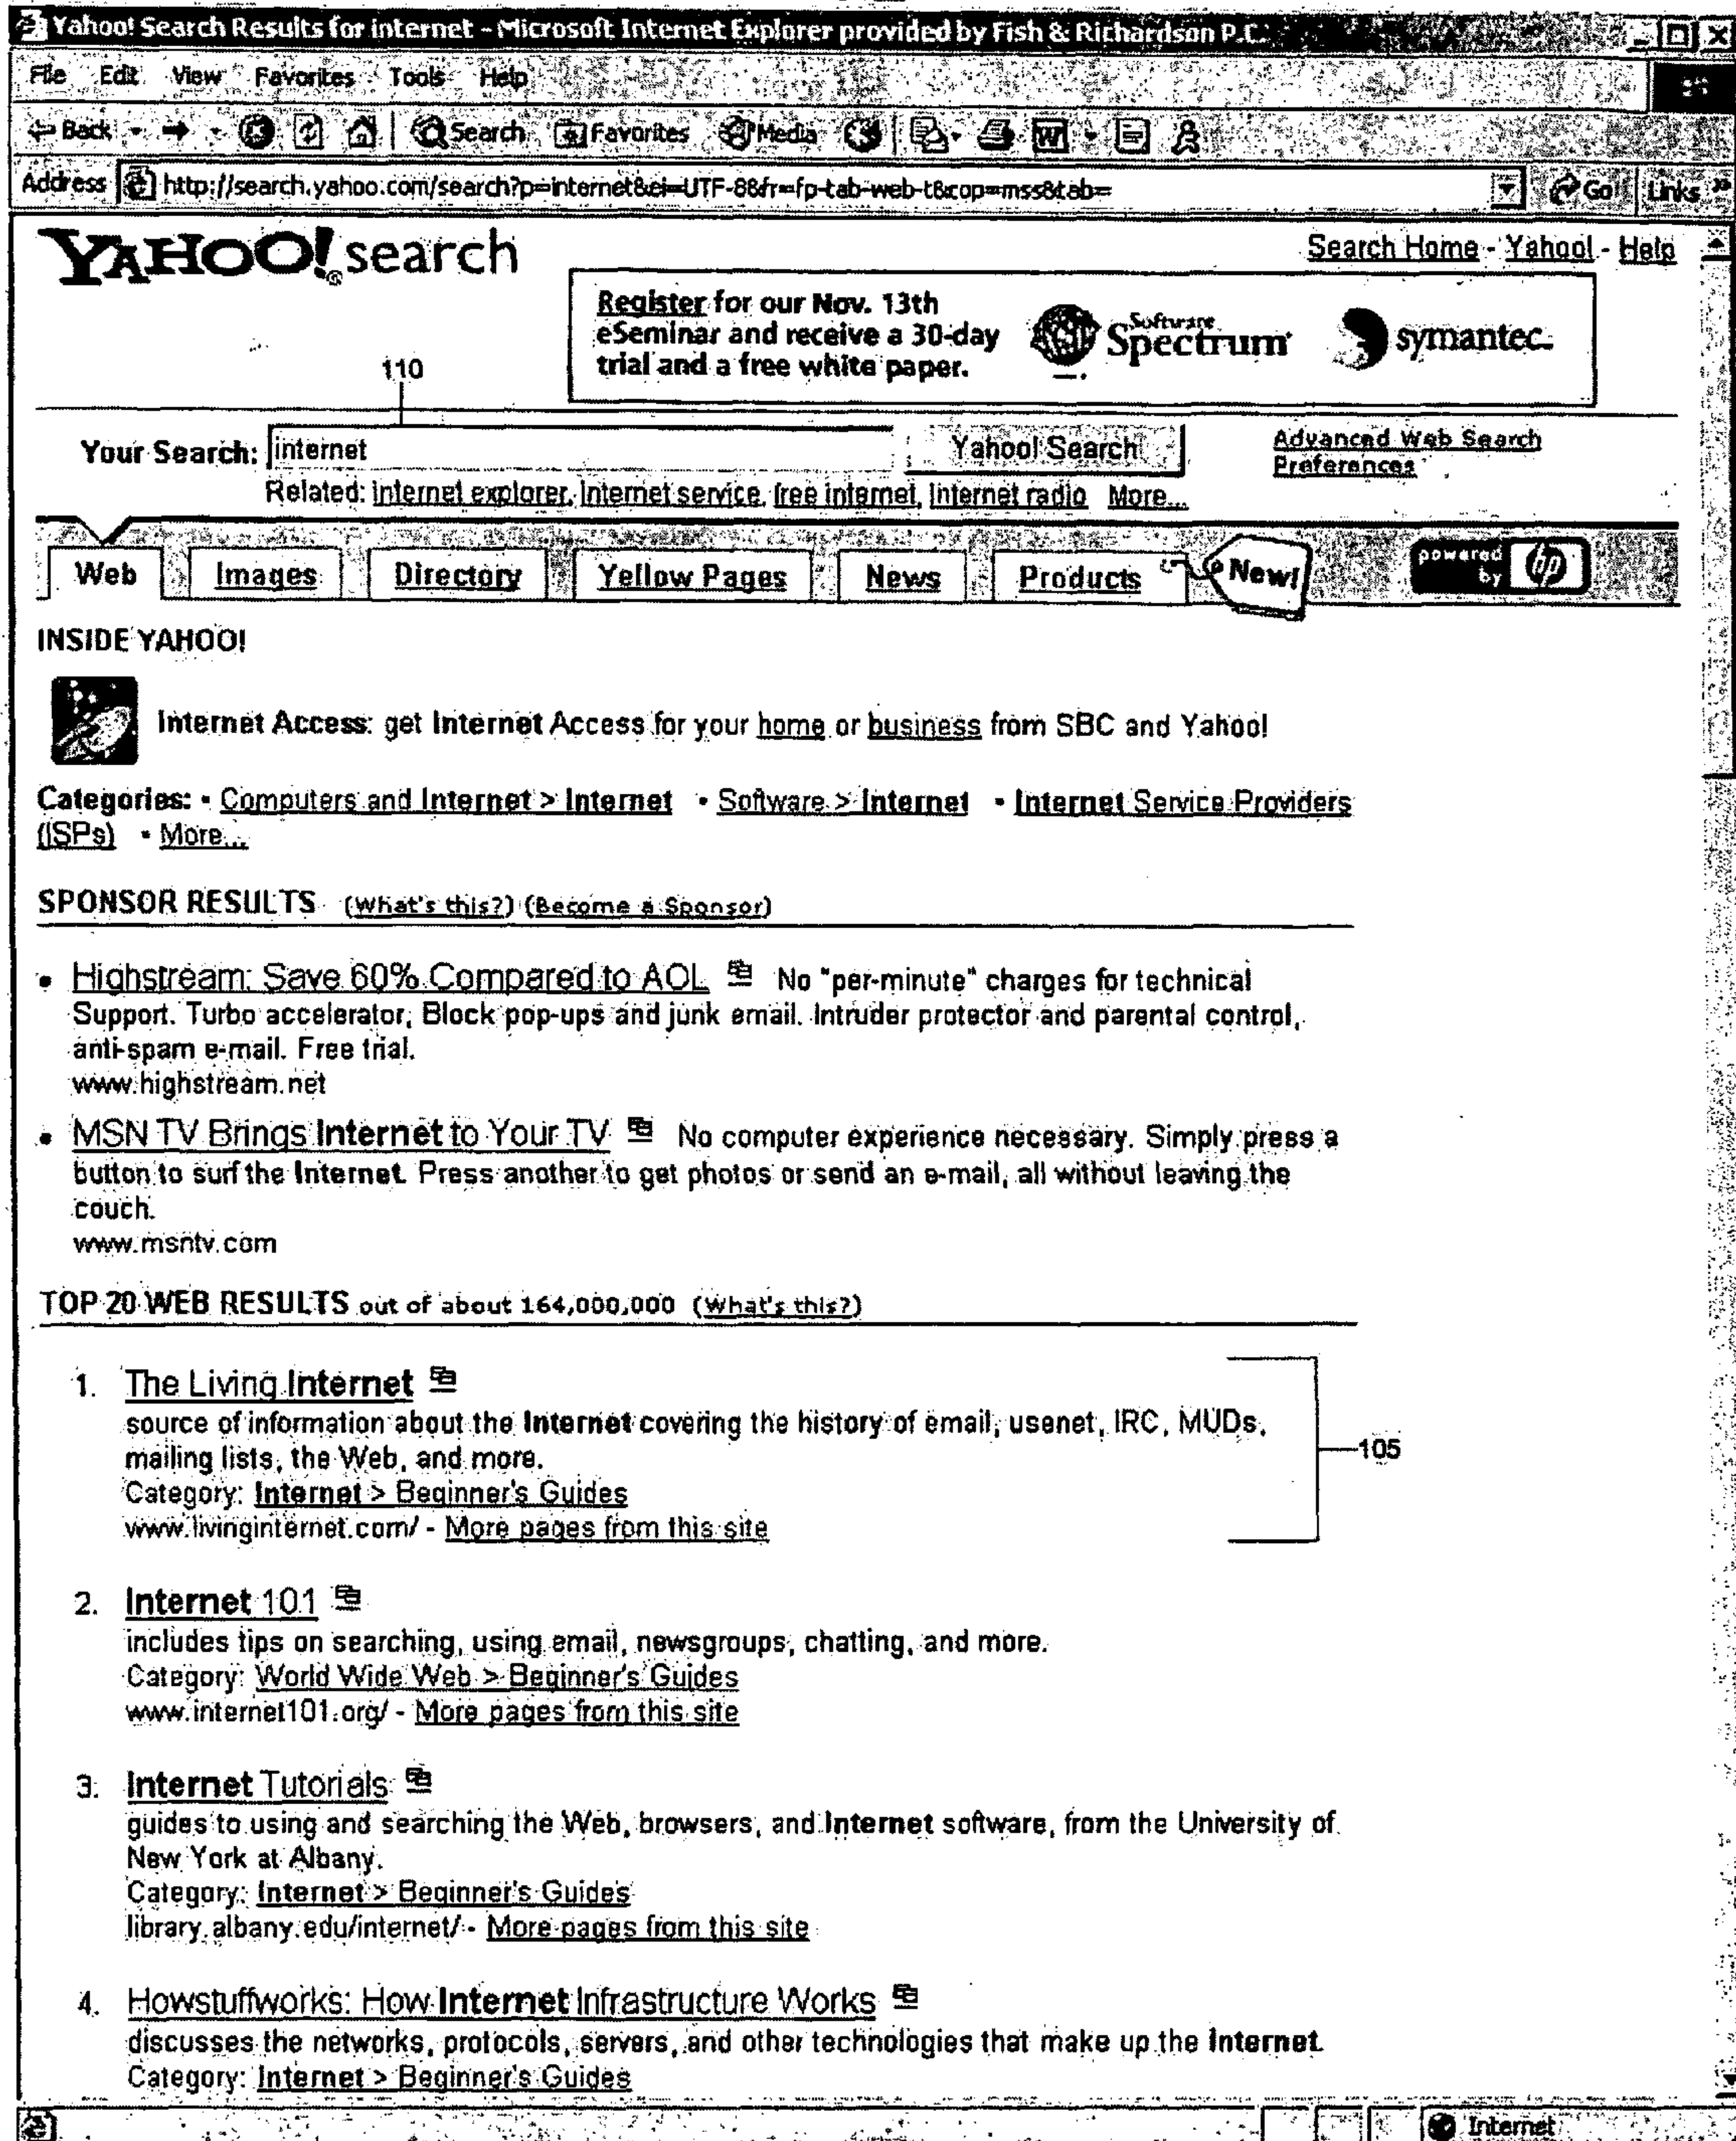 Yahoo! Search Results for internet - Microsoft Internet Explorer provided by Fish & Richardson P.C.
File Edit View Favorites Tools Help
Back Search Favorites Media
Address http://search.yahoo.com/search?p=internet&ei=UTF-8&fr=fp-tab-web-t&cop=mss&tab= Go Links »
YAHOO! search
Search Home - Yahoo! - Help
Register for our Nov. 13th
eSeminar and receive a 30-day
trial and a free white paper.
Software
Spectrum
symantec.
110
Your Search: internet Yahoo! Search Advanced Web Search
Preferences
Related: internet explorer, Internet service, free internet, Internet radio More...
Web Images Directory Yellow Pages News Products New! powered by hp
INSIDE YAHOO!
Internet Access: get Internet Access for your home or business from SBC and Yahoo!
Categories: • Computers and Internet > Internet • Software > Internet • Internet Service Providers
(ISPs) • More...
SPONSOR RESULTS (What's this?) (Become a Sponsor)
• Highstream: Save 60% Compared to AOL No "per-minute" charges for technical
Support. Turbo accelerator, Block pop-ups and junk email. Intruder protector and parental control,
anti-spam e-mail. Free trial.
www.highstream.net
• MSN TV Brings Internet to Your TV No computer experience necessary. Simply press a
button to surf the Internet. Press another to get photos or send an e-mail, all without leaving the
couch.
www.msntv.com
TOP 20 WEB RESULTS out of about 164,000,000 (What's this?)
1. The Living Internet
source of information about the Internet covering the history of email, usenet, IRC, MUDs,
mailing lists, the Web, and more.
105
Category: Internet > Beginner's Guides
www.livinginternet.com/ - More pages from this site
2. Internet 101
includes tips on searching, using email, newsgroups, chatting, and more.
Category: World Wide Web > Beginner's Guides
www.internet101.org/ - More pages from this site
3. Internet Tutorials
guides to using and searching the Web, browsers, and Internet software, from the University of
New York at Albany.
Category: Internet > Beginner's Guides
library.albany.edu/internet/ - More pages from this site
4. Howstuffworks: How Internet Infrastructure Works
discusses the networks, protocols, servers, and other technologies that make up the Internet.
Category: Internet > Beginner's Guides
Internet